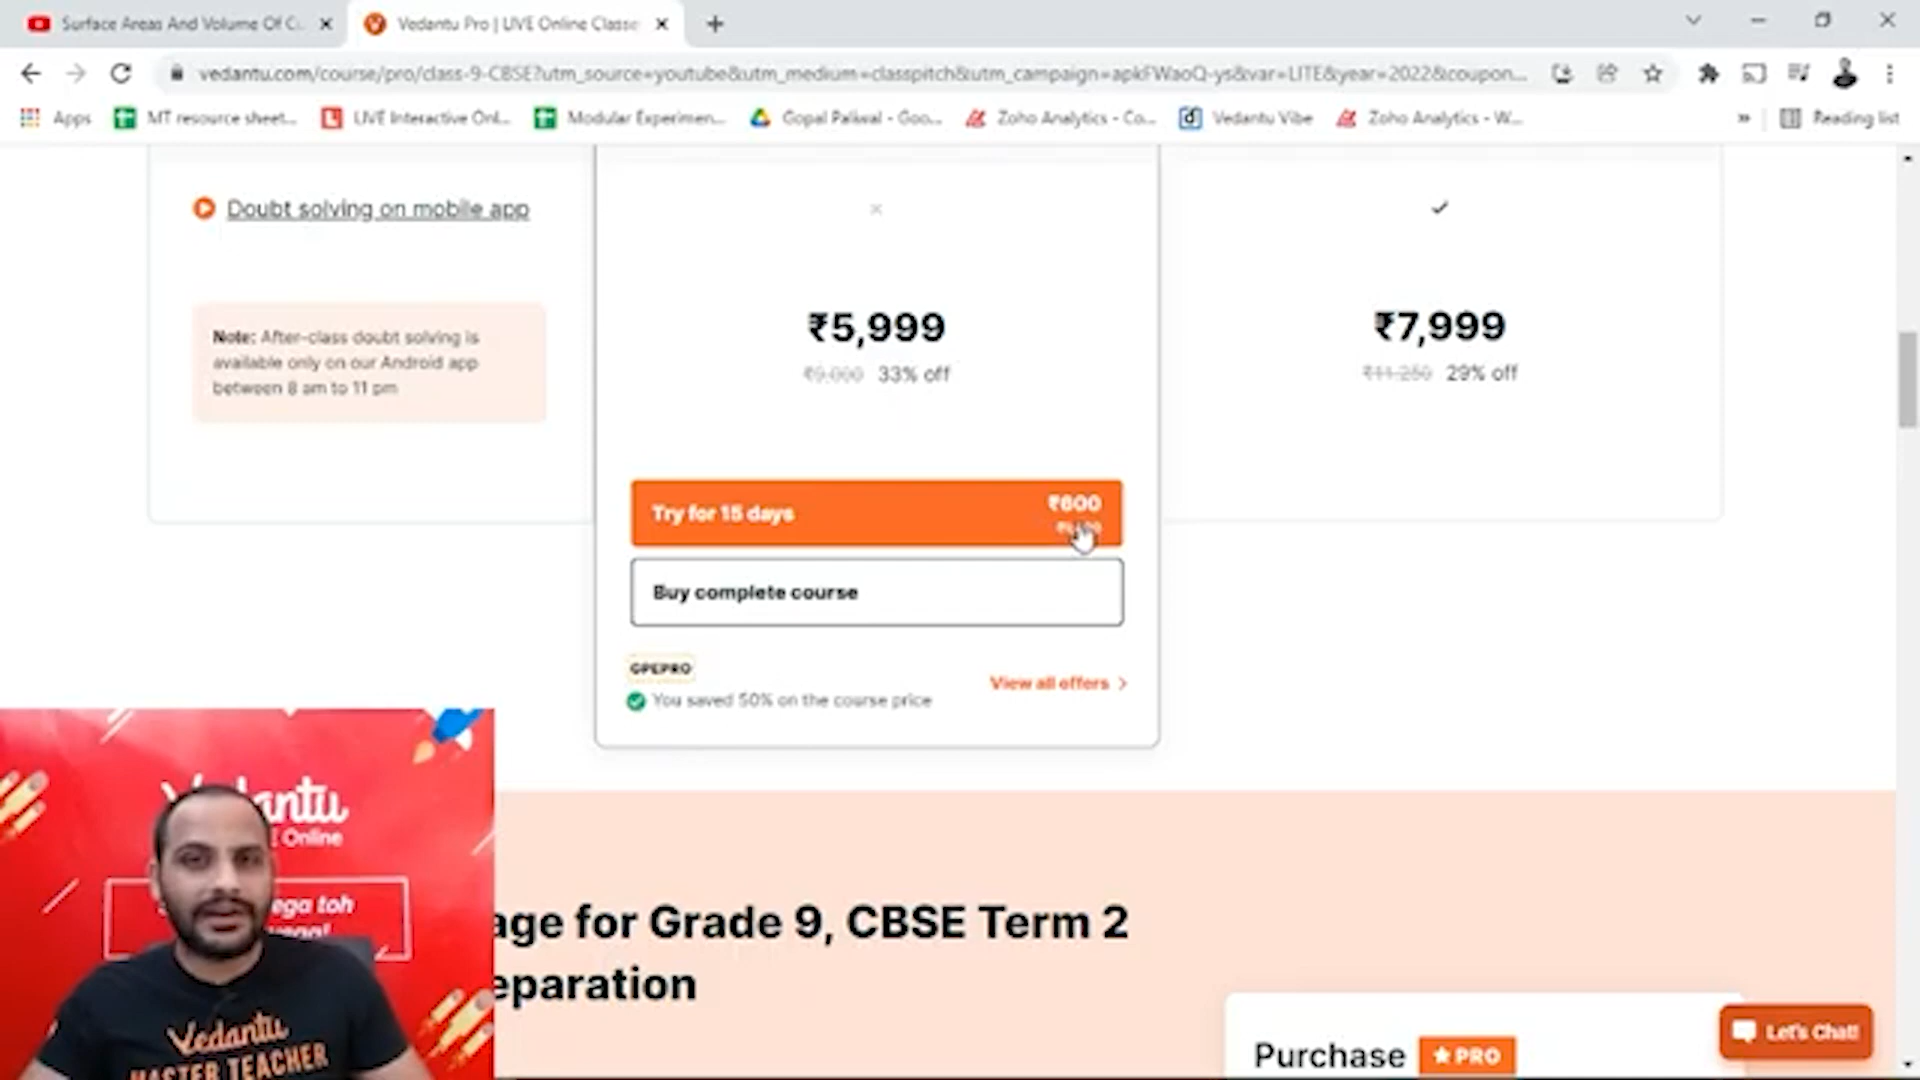 Surface Areas And Volume Of C
Vedantu Pro | LIVE Online Classe
vedantu.com/course/pro/class-9-CBSE?utm_source=youtube&utm_medium=classpitch&utm_campaign=apkFWaoQ-ys&var=LITE&year=2022&coupon...
Apps
MT resource sheet...
LIVE Interactive Onl...
Modular Experimen...
Gopal Paliwal - Goo...
Zoho Analytics - Co...
Vedantu Vibe
Zoho Analytics - W...
»
Reading list
Doubt solving on mobile app
Note: After-class doubt solving is
available only on our Android app
between 8 am to 11 pm
₹5,999
₹9,000 33% off
₹7,999
₹11,250 29% off
Try for 15 days
₹600
Buy complete course
GPEPRO
You saved 50% on the course price
View all offers >
age for Grade 9, CBSE Term 2
eparation
Purchase ★ PRO
Let's Chat!
antu
Online
ega toh
Vedantu
MASTER TEACHER